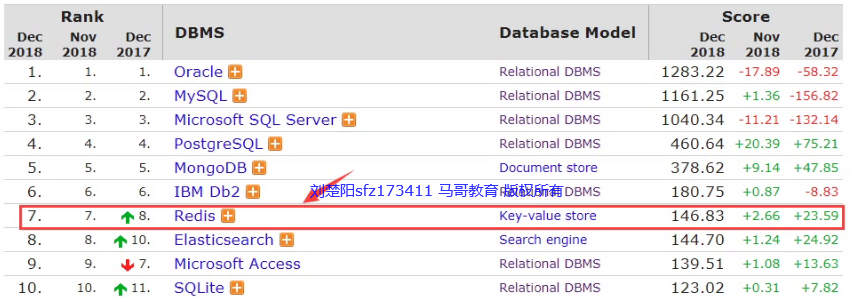 Rank Score
Dec 2018 Nov 2018 Dec 2017 DBMS Database Model Dec 2018 Nov 2018 Dec 2017
1. 1. 1. Oracle Relational DBMS 1283.22 -17.89 -58.32
2. 2. 2. MySQL Relational DBMS 1161.25 +1.36 -156.82
3. 3. 3. Microsoft SQL Server Relational DBMS 1040.34 -11.21 -132.14
4. 4. 4. PostgreSQL Relational DBMS 460.64 +20.39 +75.21
5. 5. 5. MongoDB Document store 378.62 +9.14 +47.85
6. 6. 6. IBM Db2 Relational DBMS 180.75 +0.87 -8.83
刘楚阳sfz173411 马哥教育 版权所有
7. 7. 8. Redis Key-value store 146.83 +2.66 +23.59
8. 8. 10. Elasticsearch Search engine 144.70 +1.24 +24.92
9. 9. 7. Microsoft Access Relational DBMS 139.51 +1.08 +13.63
10. 10. 11. SQLite Relational DBMS 123.02 +0.31 +7.82